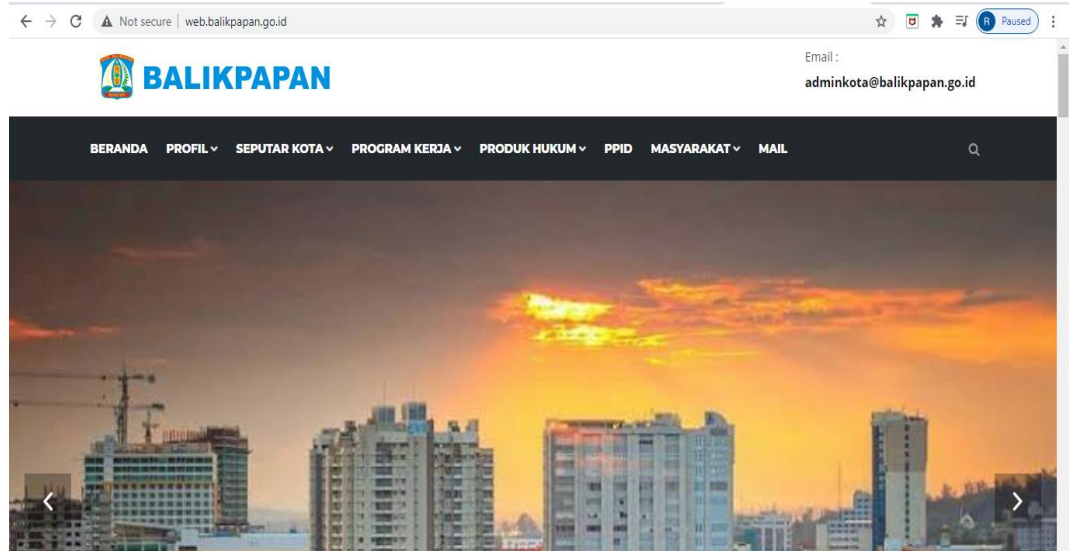 Not secure | web.balikpapan.go.id
R Paused
BALIKPAPAN
Email :
adminkota@balikpapan.go.id
BERANDA PROFIL SEPUTAR KOTA PROGRAM KERJA PRODUK HUKUM PPID MASYARAKAT MAIL